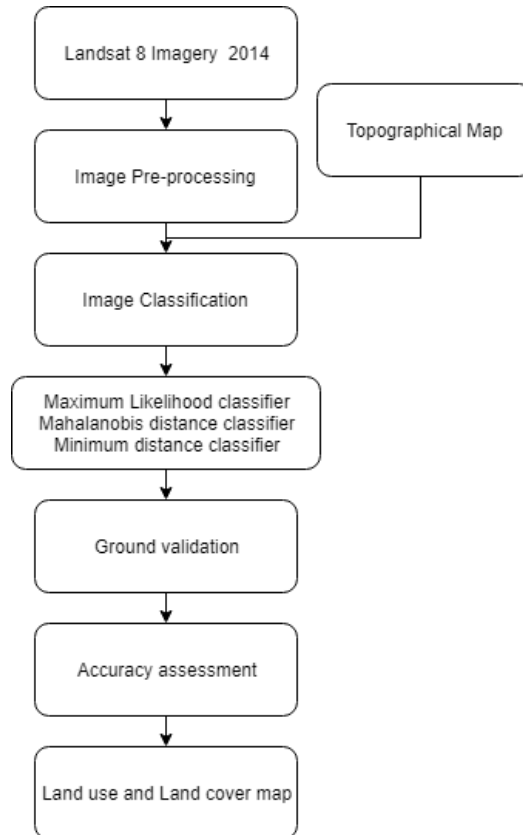 Landsat 8 Imagery 2014
Topographical Map
Image Pre-processing
Image Classification
Maximum Likelihood classifier
Mahalanobis distance classifier
Minimum distance classifier
Ground validation
Accuracy assessment
Land use and Land cover map